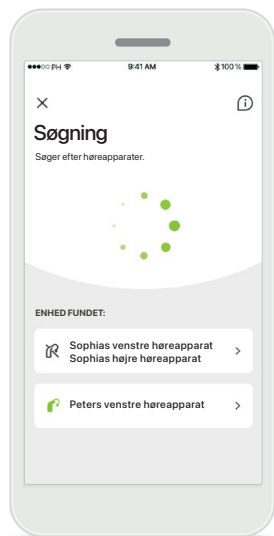 PH 9:41 AM 100%
Søgning
Søger efter høreapparater.
ENHED FUNDET:
Sophias venstre høreapparat
Sophias højre høreapparat
Peters venstre høreapparat